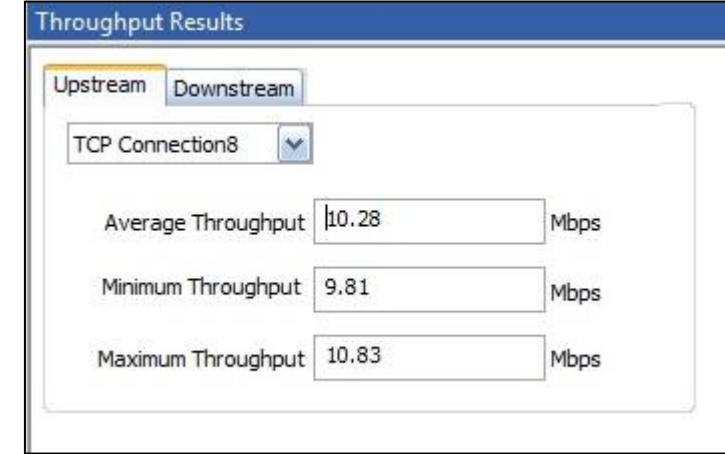 Throughput Results
Upstream Downstream
TCP Connection8
Average Throughput 10.28 Mbps
Minimum Throughput 9.81 Mbps
Maximum Throughput 10.83 Mbps